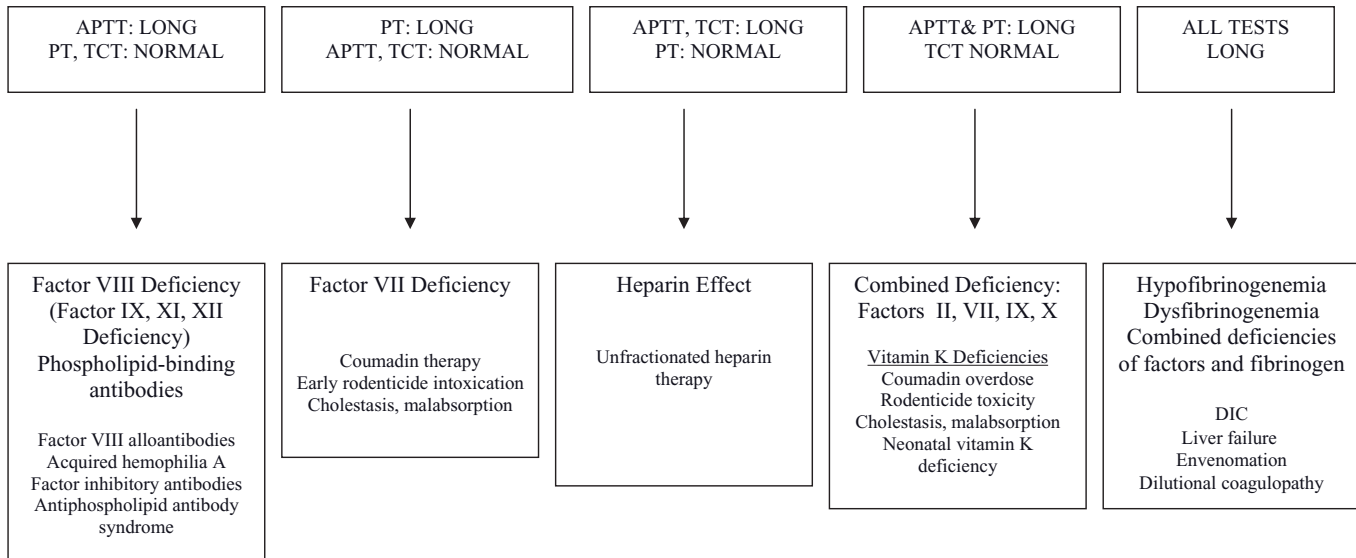 APTT: LONG
PT, TCT: NORMAL
PT: LONG
APTT, TCT: NORMAL
APTT, TCT: LONG
PT: NORMAL
APTT& PT: LONG
TCT NORMAL
ALL TESTS
LONG
Factor VIII Deficiency
(Factor IX, XI, XII
Deficiency)
Phospholipid-binding
antibodies
Factor VIII alloantibodies
Acquired hemophilia A
Factor inhibitory antibodies
Antiphospholipid antibody
syndrome
Factor VII Deficiency
Coumadin therapy
Early rodenticide intoxication
Cholestasis, malabsorption
Heparin Effect
Unfractionated heparin
therapy
Combined Deficiency:
Factors II, VII, IX, X
Vitamin K Deficiencies
Coumadin overdose
Rodenticide toxicity
Cholestasis, malabsorption
Neonatal vitamin K
deficiency
Hypofibrinogenemia
Dysfibrinogenemia
Combined deficiencies
of factors and fibrinogen
DIC
Liver failure
Envenomation
Dilutional coagulopathy